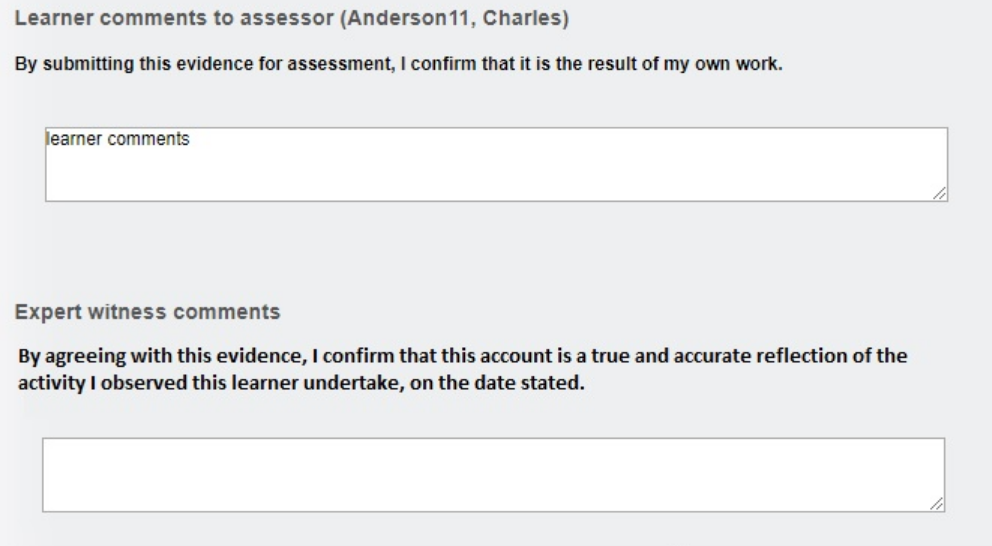 Learner comments to assessor (Anderson11, Charles)
By submitting this evidence for assessment, I confirm that it is the result of my own work.
learner comments
Expert witness comments
By agreeing with this evidence, I confirm that this account is a true and accurate reflection of the
activity I observed this learner undertake, on the date stated.